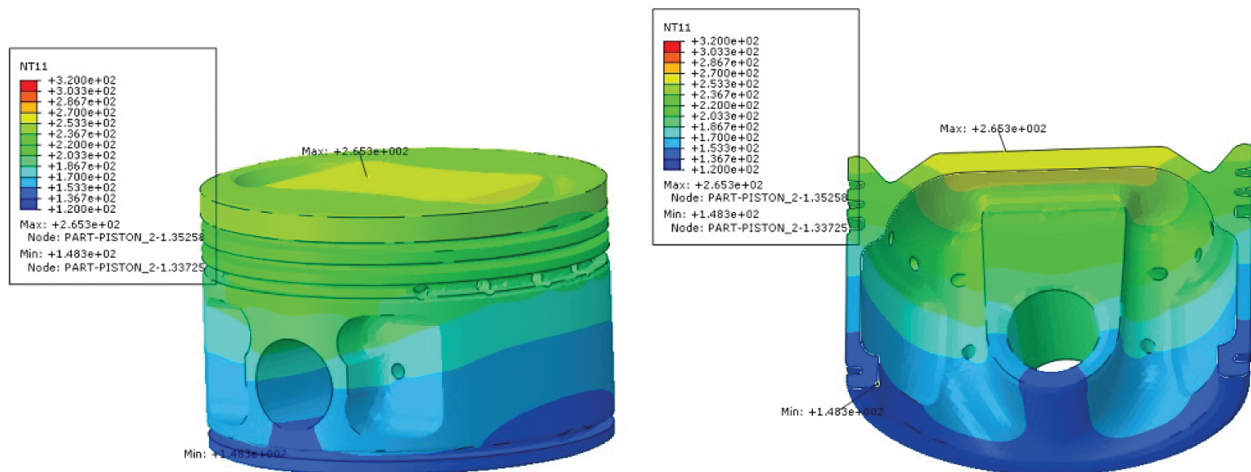 NT11
+3.200e+02
+3.033e+02
+2.867e+02
+2.700e+02
+2.533e+02
+2.367e+02
+2.200e+02
+2.033e+02
+1.867e+02
+1.700e+02
+1.533e+02
+1.367e+02
+1.200e+02
Max: +2.653e+02
Node: PART-PISTON_2-1.35258
Min: +1.483e+02
Node: PART-PISTON_2-1.33725
Max: +2.653e+002
Min: +1.483e+002
NT11
+3.200e+02
+3.033e+02
+2.867e+02
+2.700e+02
+2.533e+02
+2.367e+02
+2.200e+02
+2.033e+02
+1.867e+02
+1.700e+02
+1.533e+02
+1.367e+02
+1.200e+02
Max: +2.653e+02
Node: PART-PISTON_2-1.35258
Min: +1.483e+02
Node: PART-PISTON_2-1.33725
Max: +2.653e+002
Min: +1.483e+002